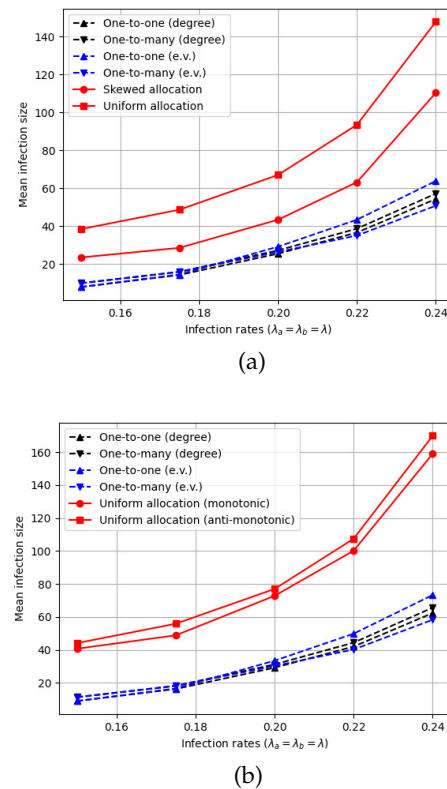 140
120
100
80
60
40
20
Mean infection size
One-to-one (degree)
One-to-many (degree)
One-to-one (e.v.)
One-to-many (e.v.)
Skewed allocation
Uniform allocation
0.16 0.18 0.20 0.22 0.24
Infection rates (λa = λb = λ)
(a)
160
140
120
100
80
60
40
20
Mean infection size
One-to-one (degree)
One-to-many (degree)
One-to-one (e.v.)
One-to-many (e.v.)
Uniform allocation (monotonic)
Uniform allocation (anti-monotonic)
0.16 0.18 0.20 0.22 0.24
Infection rates (λa = λb = λ)
(b)